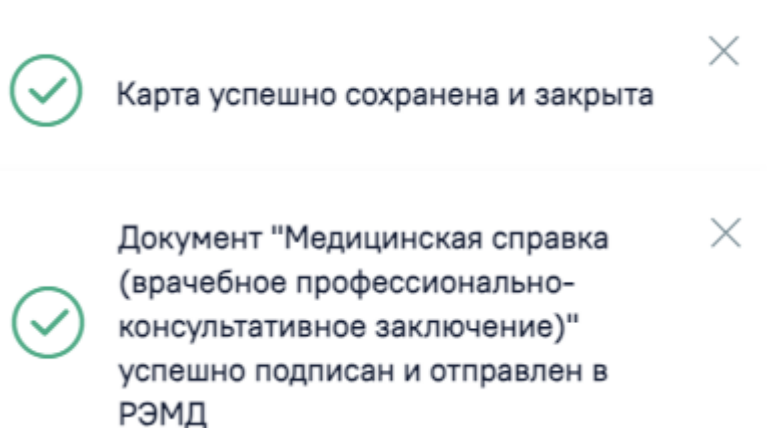 Карта успешно сохранена и закрыта
Документ "Медицинская справка
(врачебное профессионально-
консультативное заключение)"
успешно подписан и отправлен в
РЭМД